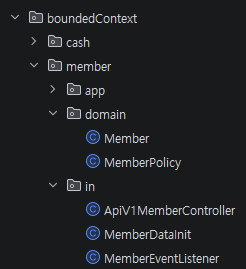 boundedContext
cash
member
app
domain
Member
MemberPolicy
in
ApiV1MemberController
MemberDataInit
MemberEventListener